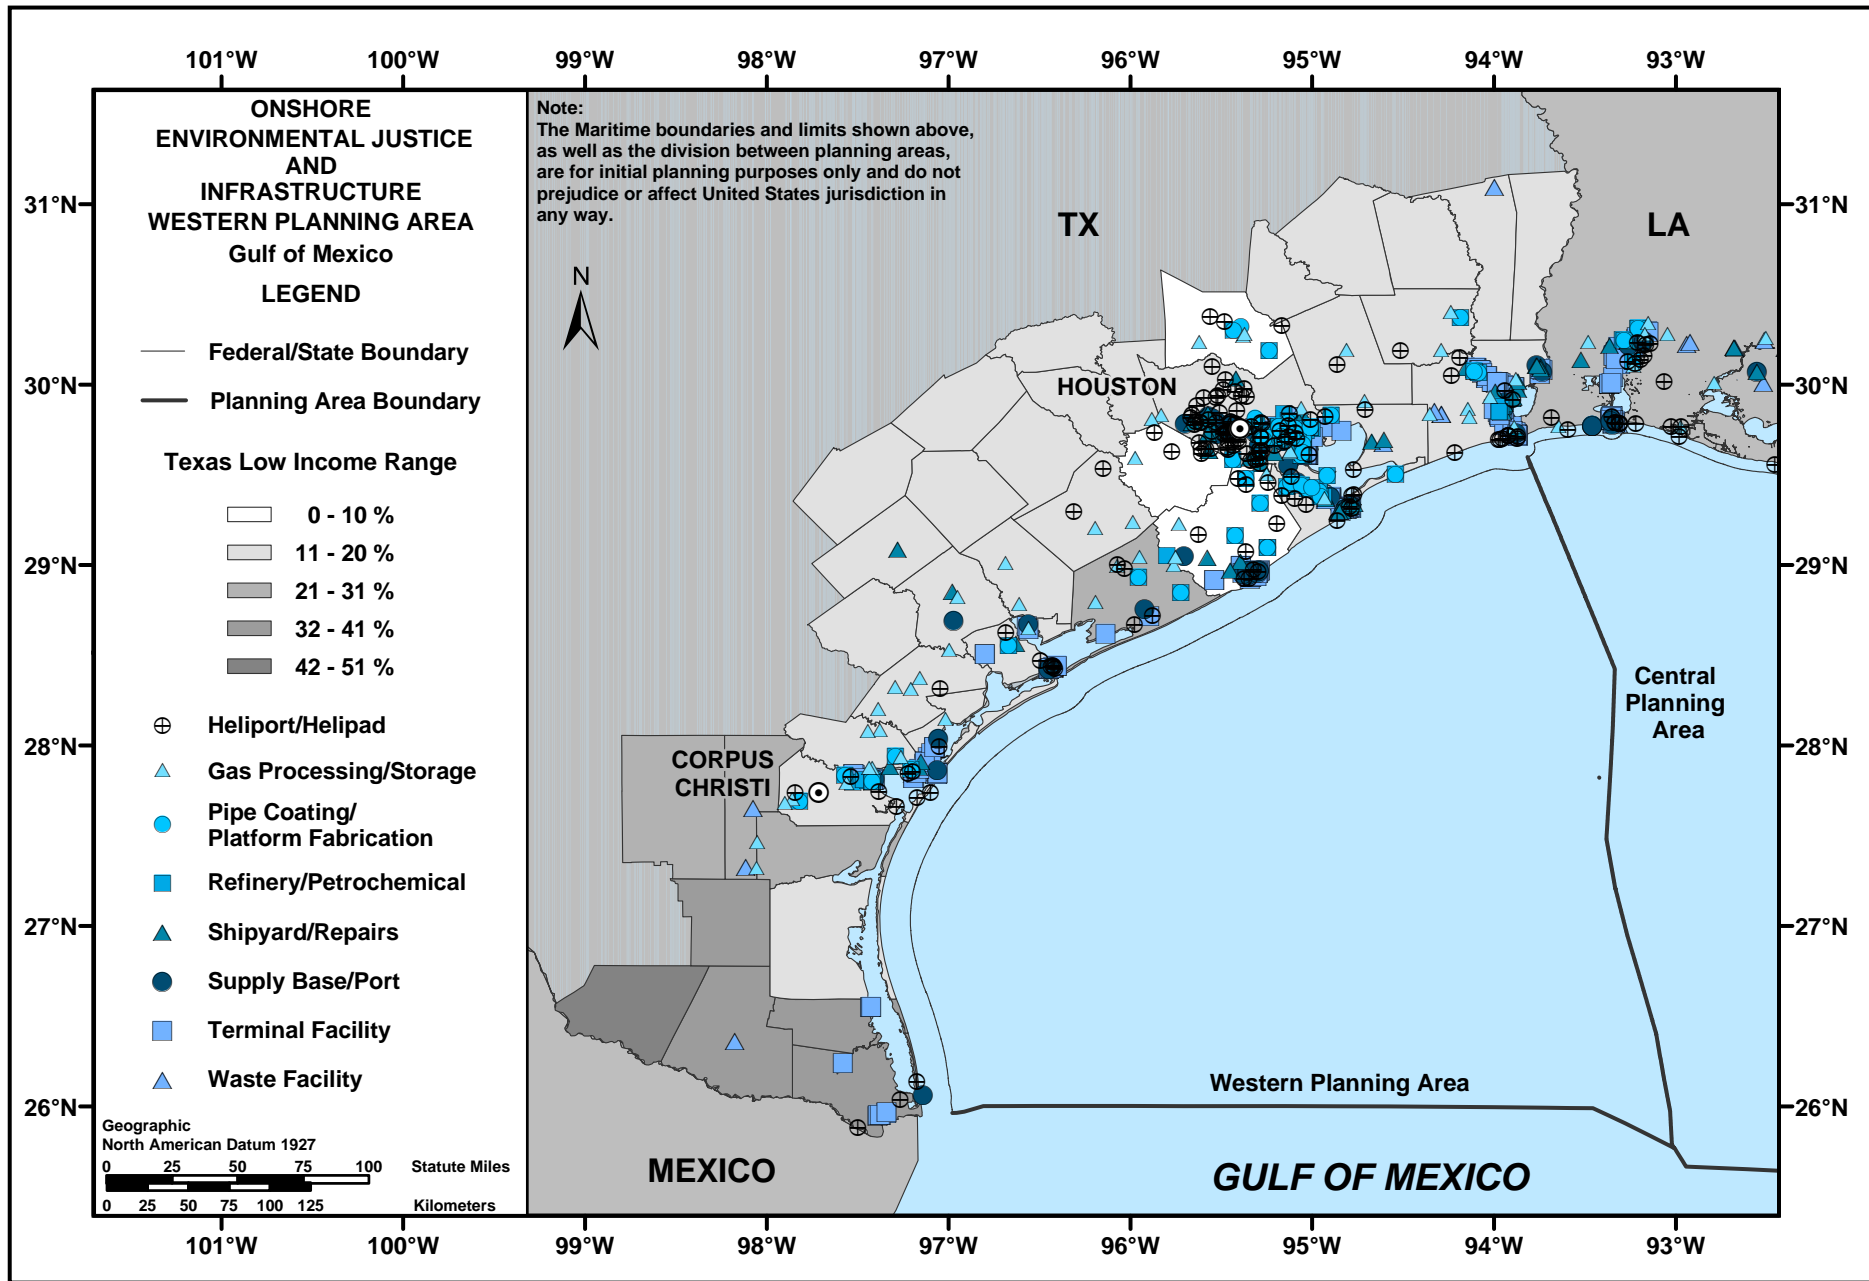 101°W 100°W 99°W 98°W 97°W 96°W 95°W 94°W 93°W
ONSHORE
ENVIRONMENTAL JUSTICE
AND
INFRASTRUCTURE
WESTERN PLANNING AREA
Gulf of Mexico
LEGEND
Federal/State Boundary
Planning Area Boundary
Texas Low Income Range
0 - 10 %
11 - 20 %
21 - 31 %
32 - 41 %
42 - 51 %
Heliport/Helipad
Gas Processing/Storage
Pipe Coating/
Platform Fabrication
Refinery/Petrochemical
Shipyard/Repairs
Supply Base/Port
Terminal Facility
Waste Facility
Geographic
North American Datum 1927
0 25 50 75 100 Statute Miles
0 25 50 75 100 125 Kilometers
Note:
The Maritime boundaries and limits shown above,
as well as the division between planning areas,
are for initial planning purposes only and do not
prejudice or affect United States jurisdiction in
any way.
N
TX
LA
HOUSTON
CORPUS
CHRISTI
Central
Planning
Area
Western Planning Area
MEXICO
GULF OF MEXICO
31°N
30°N
29°N
28°N
27°N
26°N
31°N
30°N
29°N
28°N
27°N
26°N
101°W 100°W 99°W 98°W 97°W 96°W 95°W 94°W 93°W